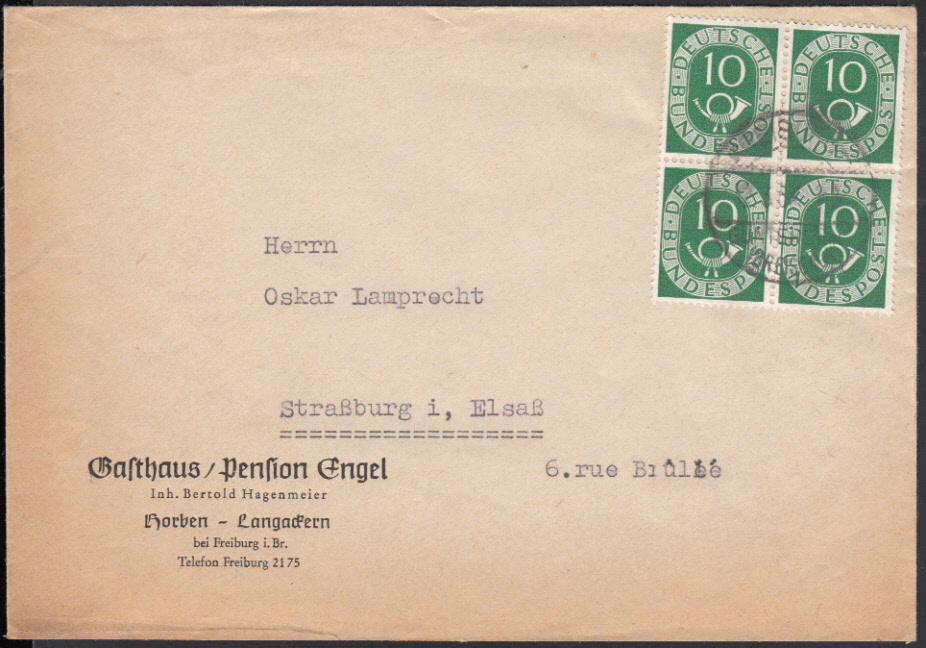 DEUTSCHE BUNDESPOST 10
DEUTSCHE BUNDESPOST 10
DEUTSCHE BUNDESPOST 10
DEUTSCHE BUNDESPOST 10
Herrn
Oskar Lamprecht
Straßburg i, Elsaß
6.rue Brûlée
Gasthaus / Pension Engel
Inh. Bertold Hagenmeier
Horben - Langackern
bei Freiburg i. Br.
Telefon Freiburg 2175